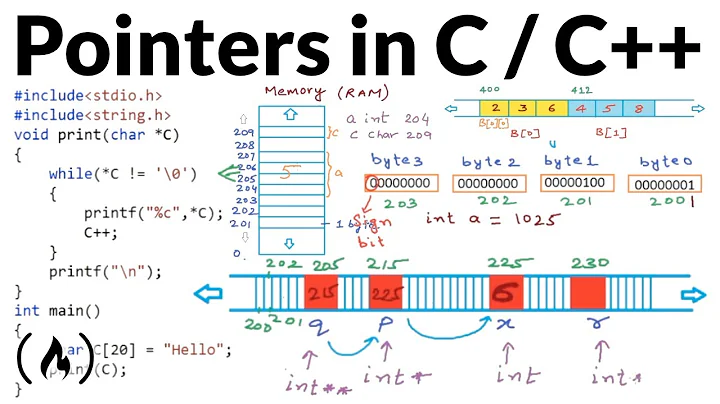 Pointers in C / C++
#include<stdio.h>
#include<string.h>
void print(char *C)
{
while(*C != '\0')
{
printf("%c",*C);
C++;
}
printf("\n");
}
int main()
{
char C[20] = "Hello";
print(C);
}
Memory (RAM)
209
208
207
206
205
204
203
202
201
0.
5
c
a
1 byte
a int 204
c char 209
400 412
2 3 6 4 5 8
B[0][0]
B[0] B[1]
byte3 byte2 byte1 byte0
00000000 00000000 00000100 00000001
203 202 201 2001
Sign
bit
int a = 1025
202 205 215 225 230
215 225 6
200 201 q p x r
int** int* int int*